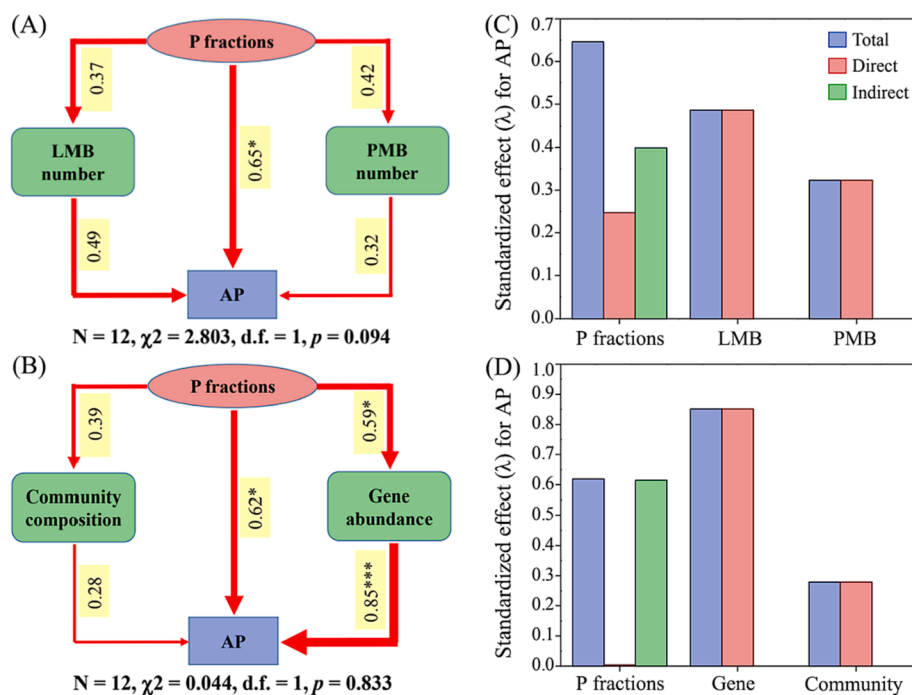 (A)
P fractions
0.37
0.42
LMB
number
PMB
number
0.65*
0.49
0.32
AP
N = 12, χ2 = 2.803, d.f. = 1, p = 0.094
(B)
P fractions
0.39
0.59*
Community
composition
Gene
abundance
0.62*
0.28
0.85***
AP
N = 12, χ2 = 0.044, d.f. = 1, p = 0.833
(C)
Standardized effect (λ) for AP
0.7
0.6
0.5
0.4
0.3
0.2
0.1
0.0
Total
Direct
Indirect
P fractions LMB PMB
(D)
Standardized effect (λ) for AP
1.0
0.9
0.8
0.7
0.6
0.5
0.4
0.3
0.2
0.1
0.0
P fractions Gene Community